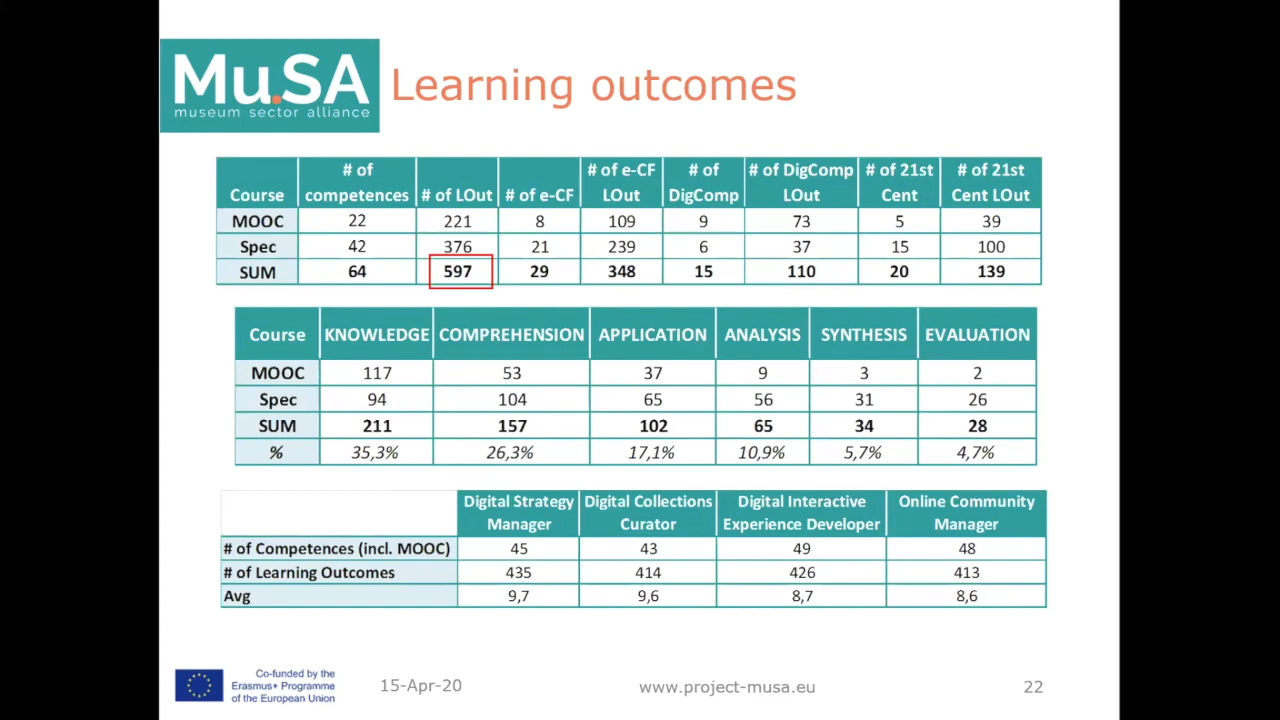 Mu.SA
museum sector alliance
Learning outcomes
Course # of competences # of LOut # of e-CF # of e-CF LOut # of DigComp # of DigComp LOut # of 21st Cent # of 21st Cent LOut
MOOC 22 221 8 109 9 73 5 39
Spec 42 376 21 239 6 37 15 100
SUM 64 597 29 348 15 110 20 139
Course KNOWLEDGE COMPREHENSION APPLICATION ANALYSIS SYNTHESIS EVALUATION
MOOC 117 53 37 9 3 2
Spec 94 104 65 56 31 26
SUM 211 157 102 65 34 28
% 35,3% 26,3% 17,1% 10,9% 5,7% 4,7%
Digital Strategy Manager Digital Collections Curator Digital Interactive Experience Developer Online Community Manager
# of Competences (incl. MOOC) 45 43 49 48
# of Learning Outcomes 435 414 426 413
Avg 9,7 9,6 8,7 8,6
Co-funded by the
Erasmus+ Programme
of the European Union
15-Apr-20
www.project-musa.eu
22